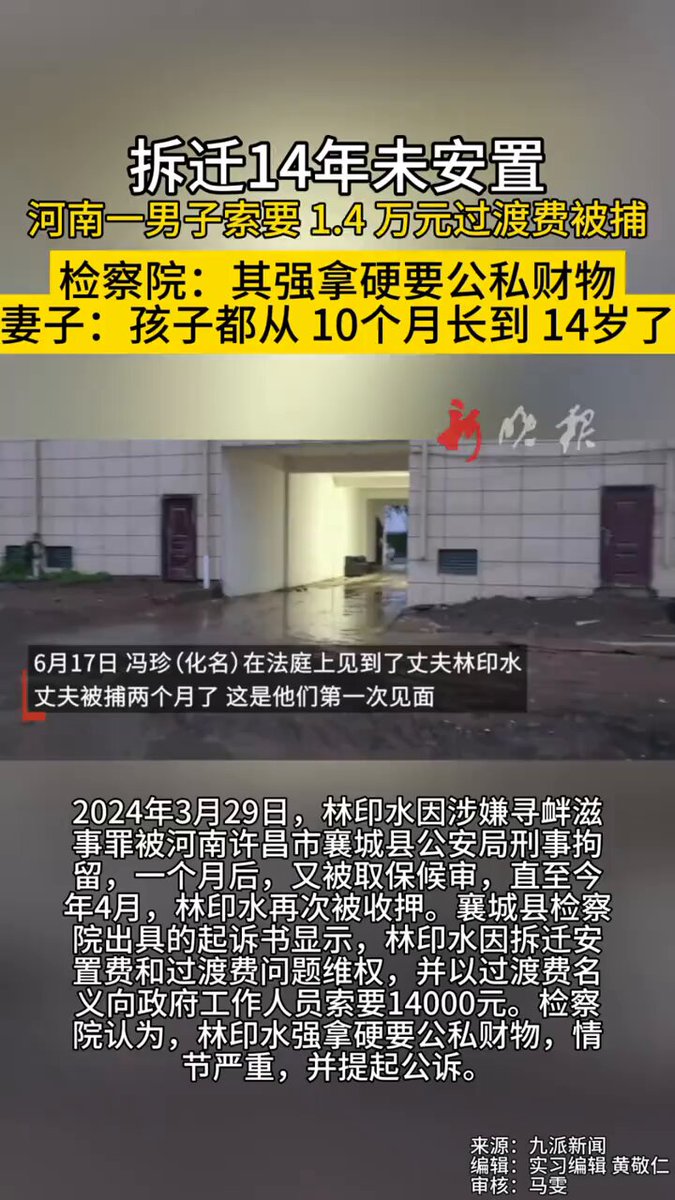 拆迁14年未安置
河南一男子索要 1.4 万元过渡费被捕
检察院：其强拿硬要公私财物
妻子：孩子都从 10个月长到 14岁了
新晚报
6月17日 冯珍（化名）在法庭上见到了丈夫林印水
丈夫被捕两个月了 这是他们第一次见面
2024年3月29日，林印水因涉嫌寻衅滋
事罪被河南许昌市襄城县公安局刑事拘
留，一个月后，又被取保候审，直至今
年4月，林印水再次被收押。襄城县检察
院出具的起诉书显示，林印水因拆迁安
置费和过渡费问题维权，并以过渡费名
义向政府工作人员索要14000元。检察
院认为，林印水强拿硬要公私财物，情
节严重，并提起公诉。
来源：九派新闻
编辑：实习编辑 黄敬仁
审核：马雯